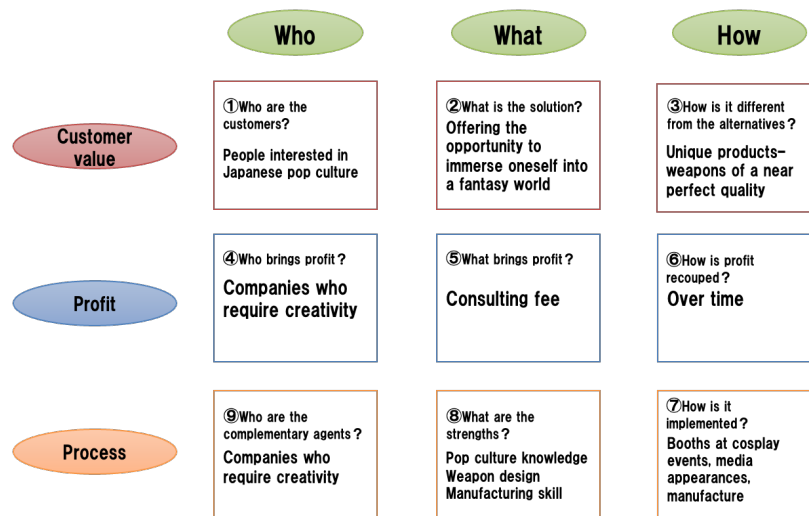 Who
What
How
Customer
value
①Who are the
customers?
People interested in
Japanese pop culture
②What is the solution?
Offering the
opportunity to
immerse oneself into
a fantasy world
③How is it different
from the alternatives?
Unique products-
weapons of a near
perfect quality
Profit
④Who brings profit?
Companies who
require creativity
⑤What brings profit?
Consulting fee
⑥How is profit
recouped?
Over time
Process
⑨Who are the
complementary agents?
Companies who
require creativity
⑧What are the
strengths?
Pop culture knowledge
Weapon design
Manufacturing skill
⑦How is it
implemented?
Booths at cosplay
events, media
appearances,
manufacture